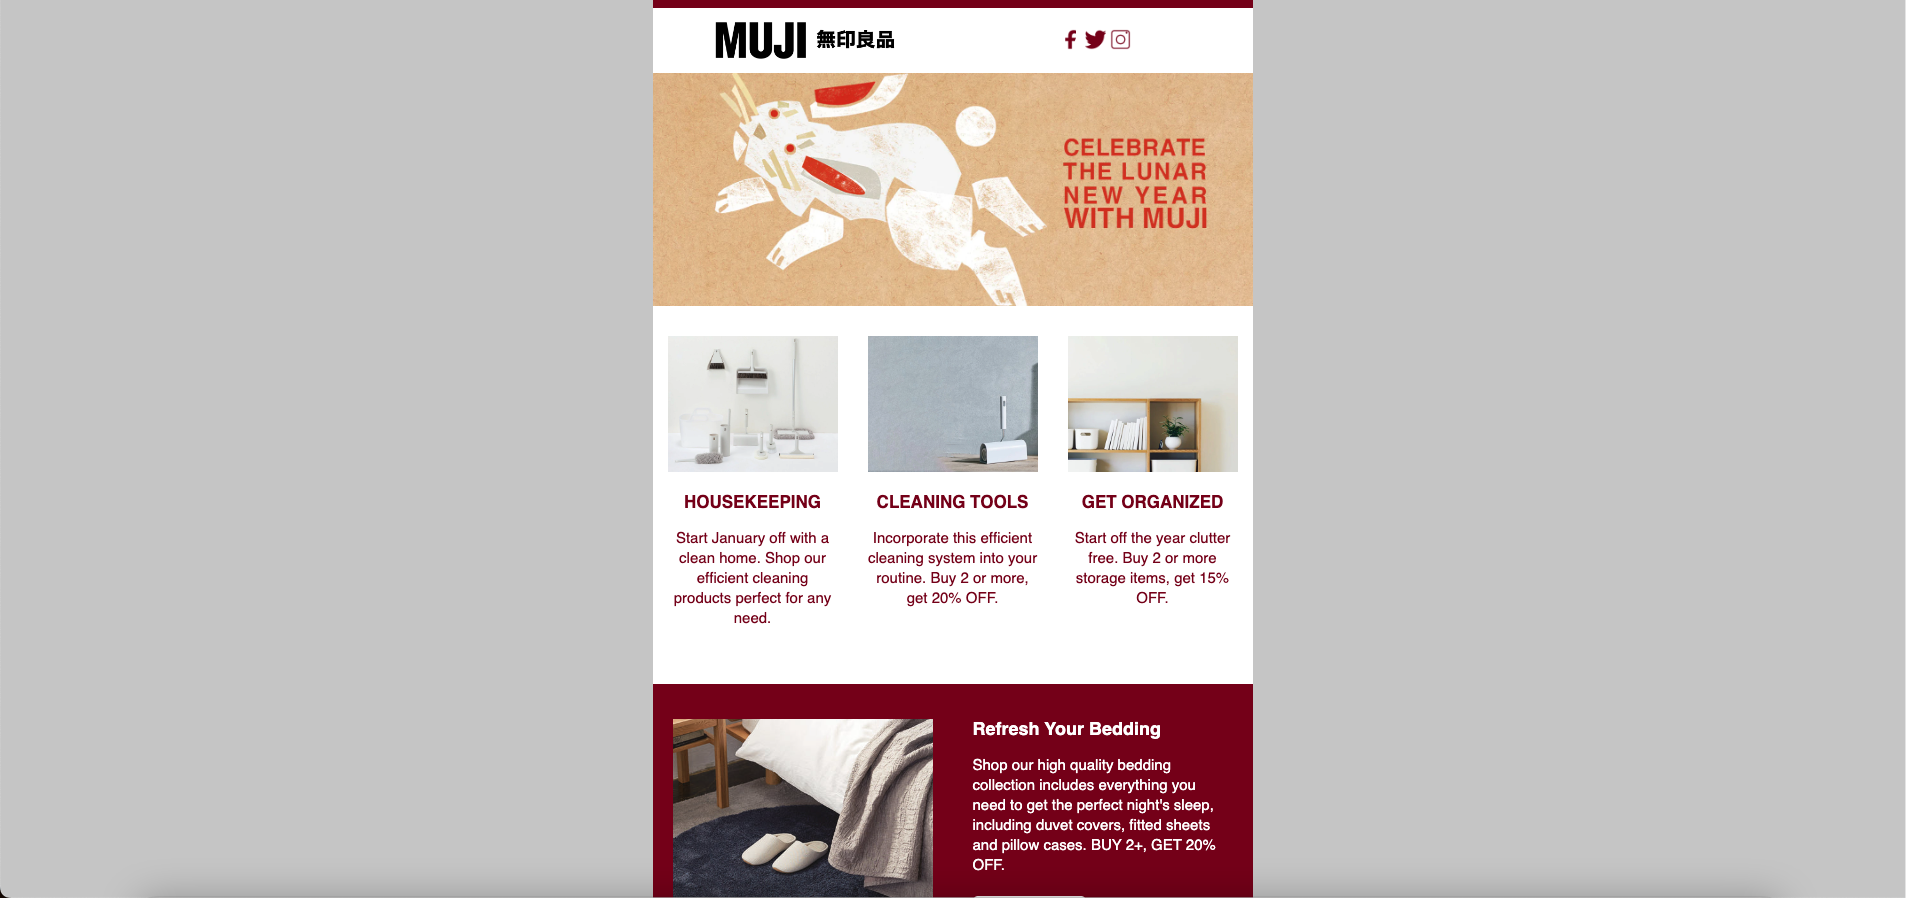 MUJI 無印良品
CELEBRATE
THE LUNAR
NEW YEAR
WITH MUJI
HOUSEKEEPING
Start January off with a
clean home. Shop our
efficient cleaning
products perfect for any
need.
CLEANING TOOLS
Incorporate this efficient
cleaning system into your
routine. Buy 2 or more,
get 20% OFF.
GET ORGANIZED
Start off the year clutter
free. Buy 2 or more
storage items, get 15%
OFF.
Refresh Your Bedding
Shop our high quality bedding
collection includes everything you
need to get the perfect night's sleep,
including duvet covers, fitted sheets
and pillow cases. BUY 2+, GET 20%
OFF.